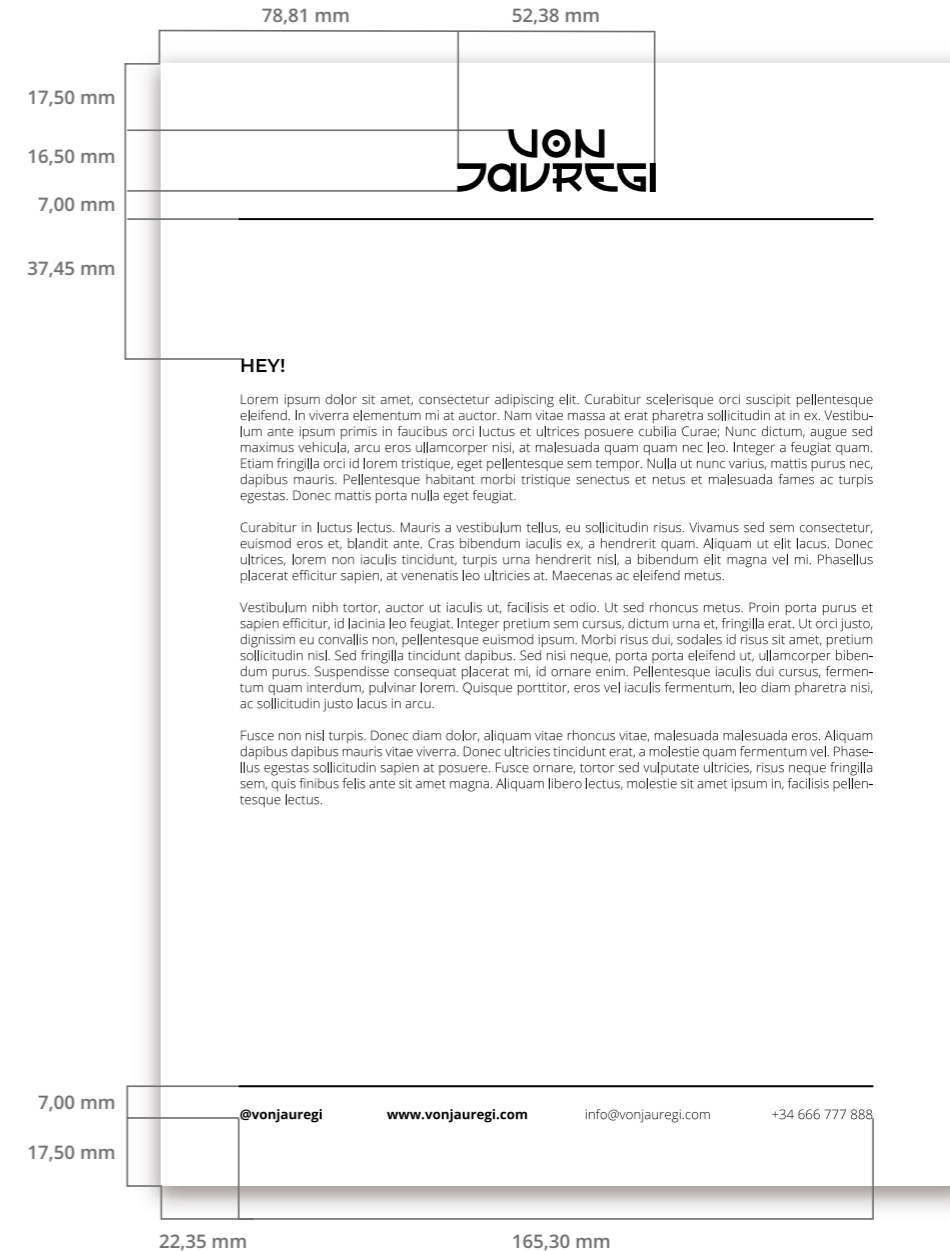 78,81 mm
52,38 mm
17,50 mm
16,50 mm
7,00 mm
37,45 mm
VON
JAUREGI
HEY!
Lorem ipsum dolor sit amet, consectetur adipiscing elit. Curabitur scelerisque orci suscipit pellentesque
eleifend. In viverra elementum mi at auctor. Nam vitae massa at erat pharetra sollicitudin at in ex. Vestibu-
lum ante ipsum primis in faucibus orci luctus et ultrices posuere cubilia Curae; Nunc dictum, augue sed
maximus vehicula, arcu eros ullamcorper nisi, at malesuada quam quam nec leo. Integer a feugiat quam.
Etiam fringilla orci id lorem tristique, eget pellentesque sem tempor. Nulla ut nunc varius, mattis purus nec,
dapibus mauris. Pellentesque habitant morbi tristique senectus et netus et malesuada fames ac turpis
egestas. Donec mattis porta nulla eget feugiat.
Curabitur in luctus lectus. Mauris a vestibulum tellus, eu sollicitudin risus. Vivamus sed sem consectetur,
euismod eros et, blandit ante. Cras bibendum iaculis ex, a hendrerit quam. Aliquam ut elit lacus. Donec
ultrices, lorem non iaculis tincidunt, turpis urna hendrerit nisl, a bibendum elit magna vel mi. Phasellus
placerat efficitur sapien, at venenatis leo ultricies at. Maecenas ac eleifend metus.
Vestibulum nibh tortor, auctor ut iaculis ut, facilisis et odio. Ut sed rhoncus metus. Proin porta purus et
sapien efficitur, id lacinia leo feugiat. Integer pretium sem cursus, dictum urna et, fringilla erat. Ut orci justo,
dignissim eu convallis non, pellentesque euismod ipsum. Morbi risus dui, sodales id risus sit amet, pretium
sollicitudin nisl. Sed fringilla tincidunt dapibus. Sed nisi neque, porta porta eleifend ut, ullamcorper biben-
dum purus. Suspendisse consequat placerat mi, id ornare enim. Pellentesque iaculis dui cursus, fermen-
tum quam interdum, pulvinar lorem. Quisque porttitor, eros vel iaculis fermentum, leo diam pharetra nisi,
ac sollicitudin justo lacus in arcu.
Fusce non nisl turpis. Donec diam dolor, aliquam vitae rhoncus vitae, malesuada malesuada eros. Aliquam
dapibus dapibus mauris vitae viverra. Donec ultricies tincidunt erat, a molestie quam fermentum vel. Phase-
llus egestas sollicitudin sapien at posuere. Fusce ornare, tortor sed vulputate ultricies, risus neque fringilla
sem, quis finibus felis ante sit amet magna. Aliquam libero lectus, molestie sit amet ipsum in, facilisis pellen-
tesque lectus.
7,00 mm
@vonjauregi www.vonjauregi.com info@vonjauregi.com +34 666 777 888
17,50 mm
22,35 mm
165,30 mm